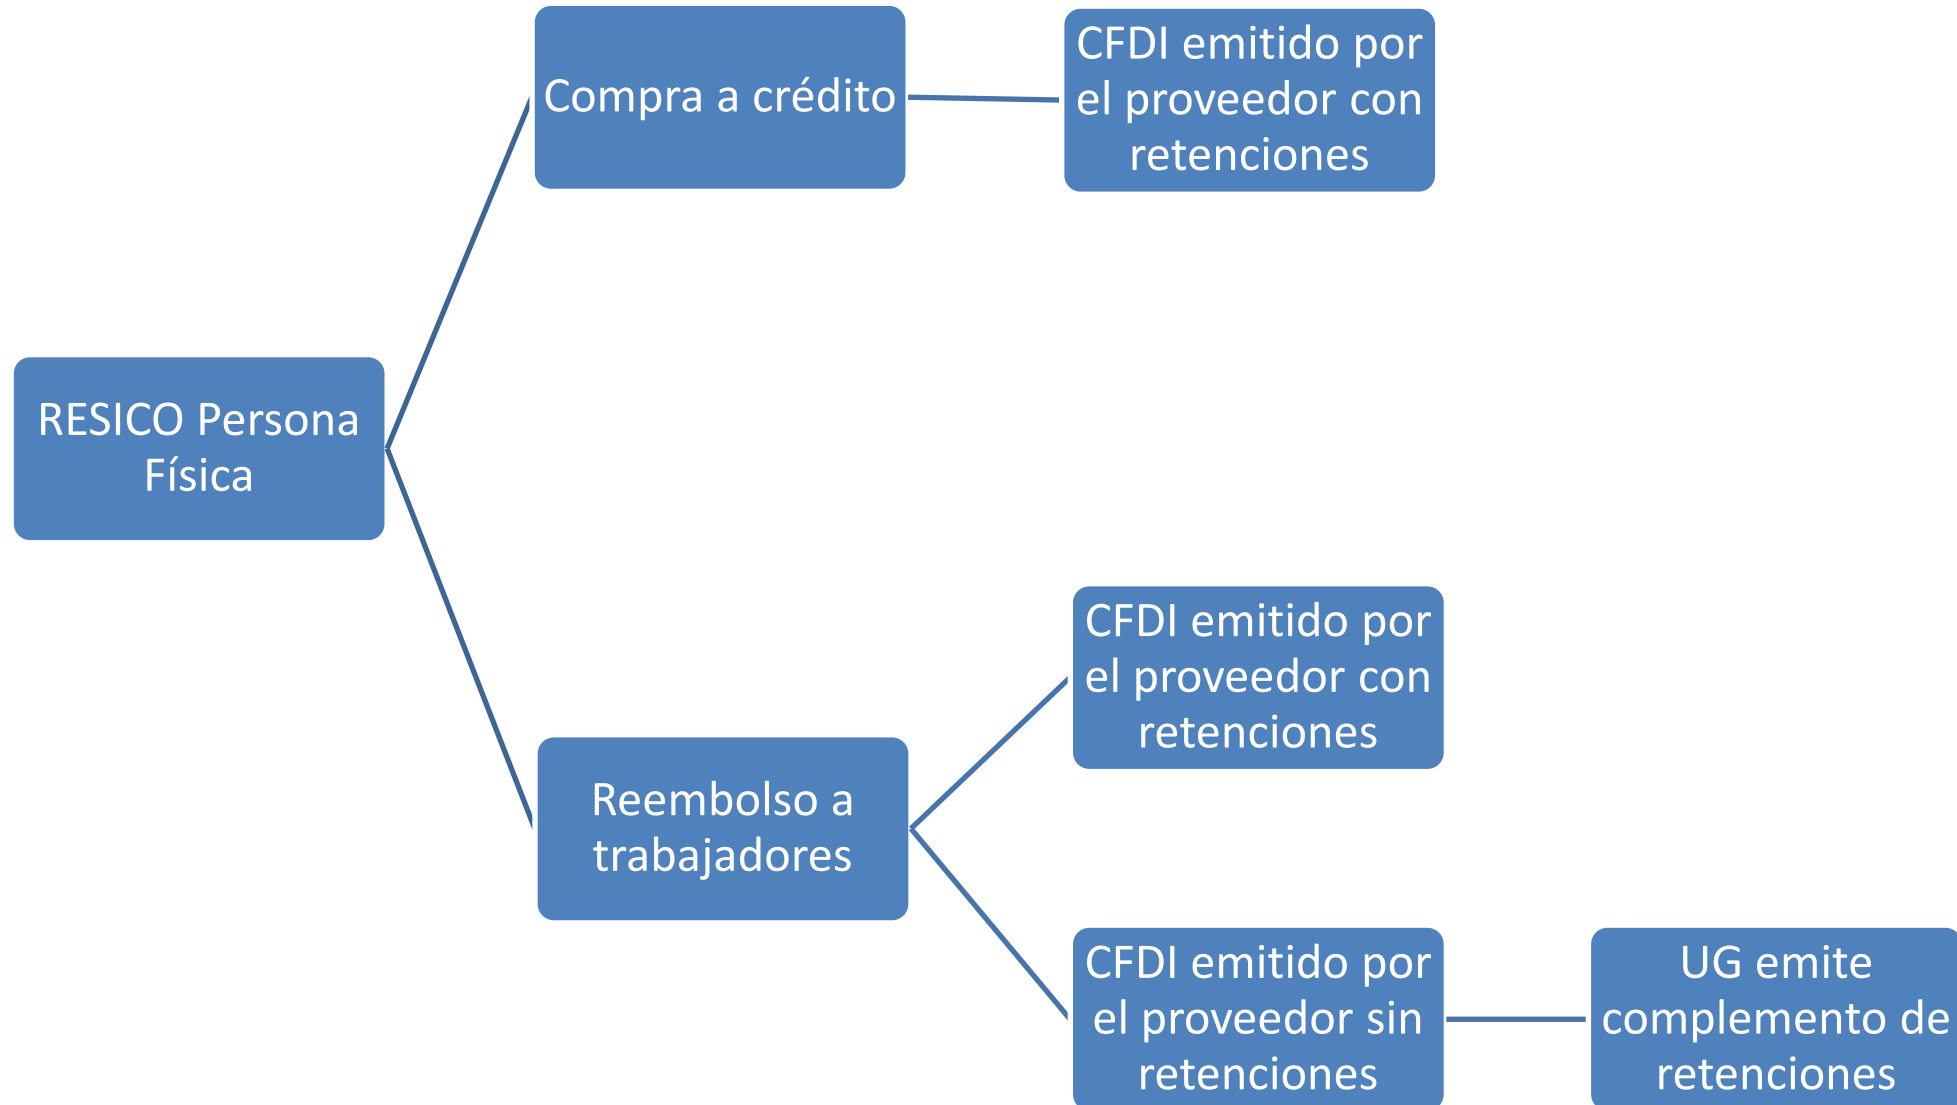 Compra a crédito
CFDI emitido por
el proveedor con
retenciones
RESICO Persona
Física
Reembolso a
trabajadores
CFDI emitido por
el proveedor con
retenciones
CFDI emitido por
el proveedor sin
retenciones
UG emite
complemento de
retenciones